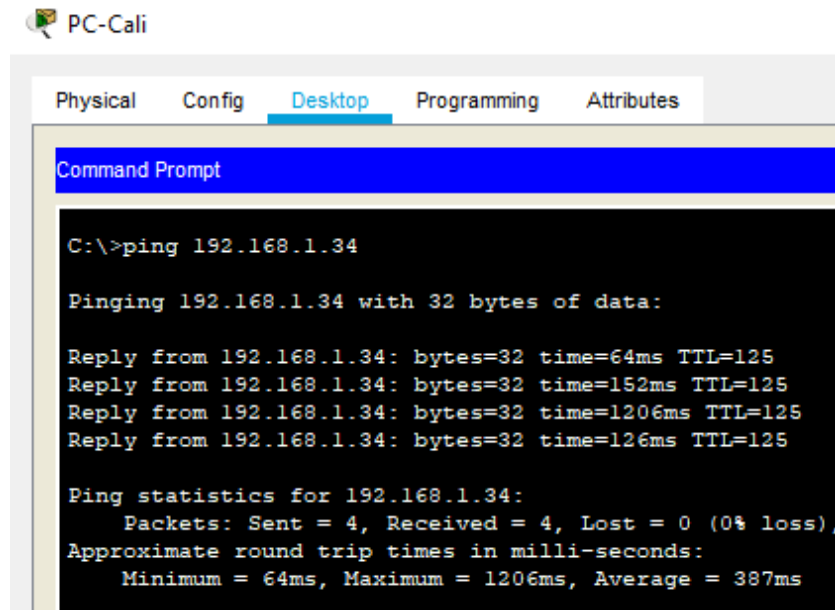 PC-Cali
Physical Config Desktop Programming Attributes
Command Prompt
C:\>ping 192.168.1.34
Pinging 192.168.1.34 with 32 bytes of data:
Reply from 192.168.1.34: bytes=32 time=64ms TTL=125
Reply from 192.168.1.34: bytes=32 time=152ms TTL=125
Reply from 192.168.1.34: bytes=32 time=1206ms TTL=125
Reply from 192.168.1.34: bytes=32 time=126ms TTL=125
Ping statistics for 192.168.1.34:
Packets: Sent = 4, Received = 4, Lost = 0 (0% loss),
Approximate round trip times in milli-seconds:
Minimum = 64ms, Maximum = 1206ms, Average = 387ms